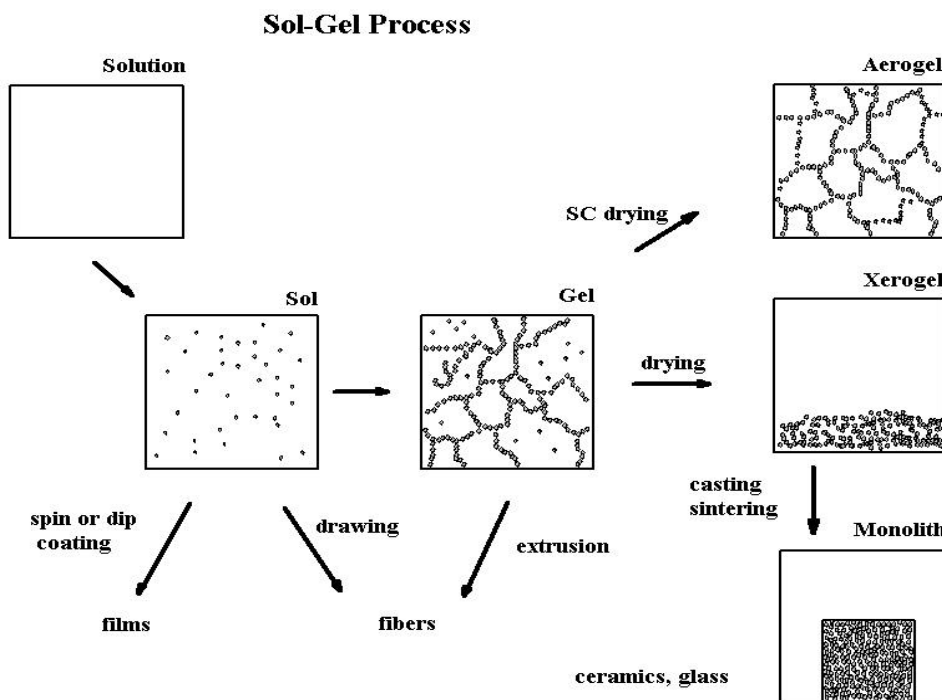 Sol-Gel Process
Solution
Aerogel
SC drying
Xerogel
Sol
Gel
drying
casting
sintering
spin or dip
coating
drawing
extrusion
Monolith
films
fibers
ceramics, glass